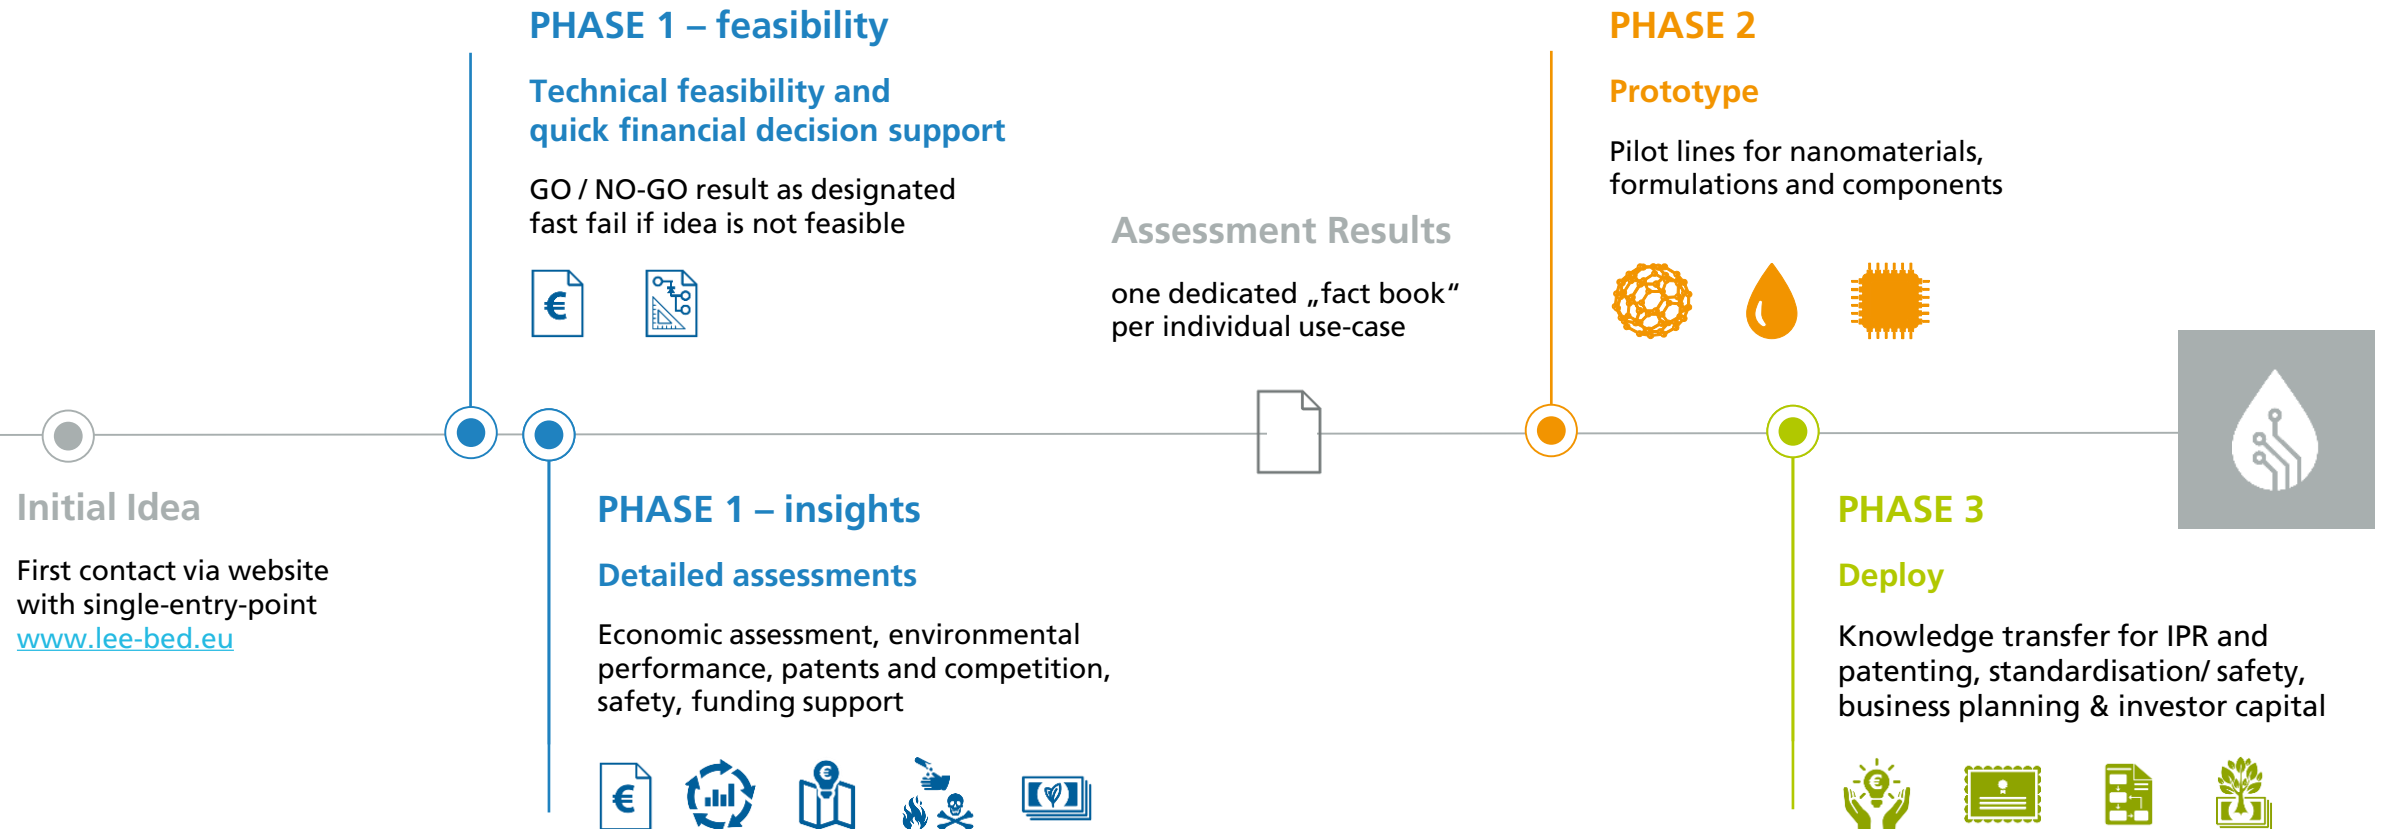 Initial Idea
First contact via website
with single-entry-point
www.lee-bed.eu
PHASE 1 – feasibility
Technical feasibility and
quick financial decision support
GO / NO-GO result as designated
fast fail if idea is not feasible
€
PHASE 1 – insights
Detailed assessments
Economic assessment, environmental
performance, patents and competition,
safety, funding support
€
€
Assessment Results
one dedicated „fact book“
per individual use-case
PHASE 2
Prototype
Pilot lines for nanomaterials,
formulations and components
PHASE 3
Deploy
Knowledge transfer for IPR and
patenting, standardisation/ safety,
business planning & investor capital
€